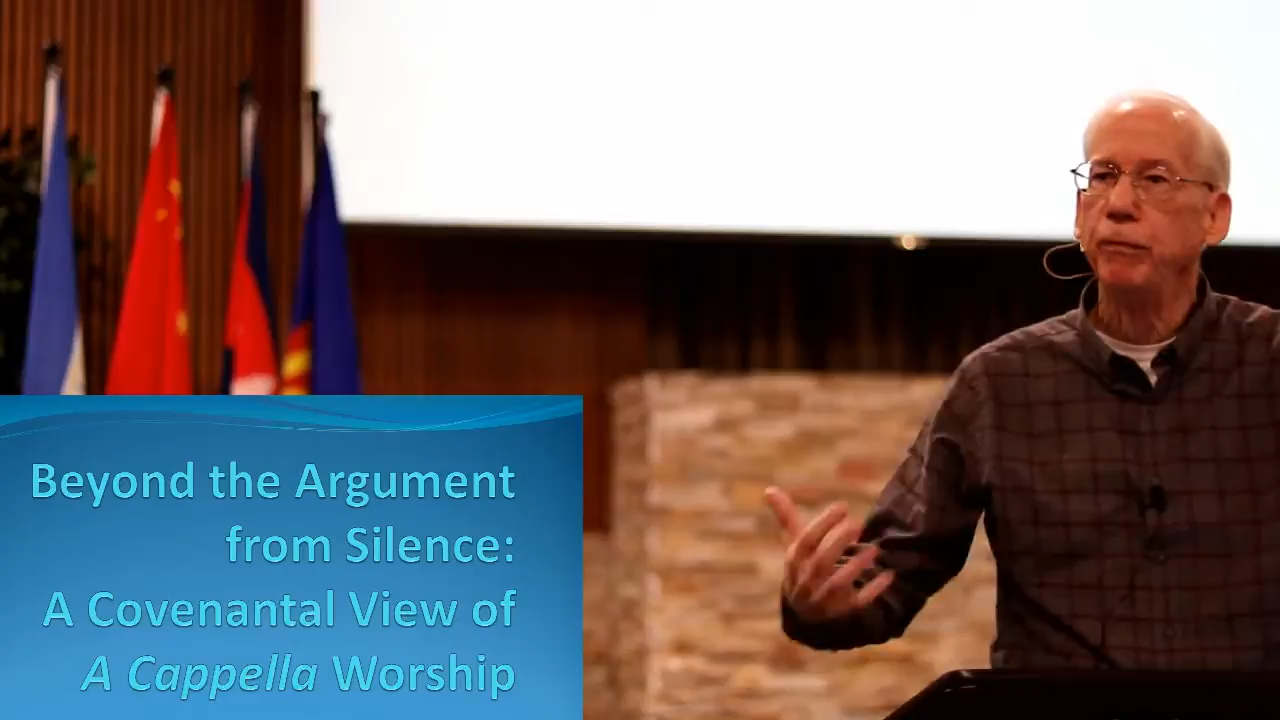 Beyond the Argument
from Silence:
A Covenantal View of
A Cappella Worship